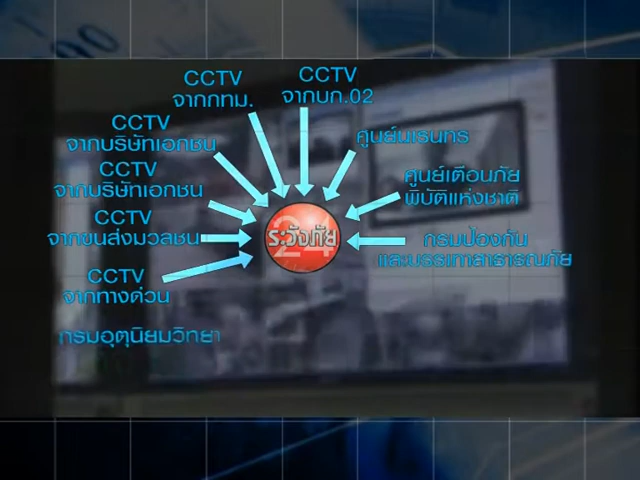 CCTV
จากกทม.
CCTV
จากบก.02
CCTV
จากบริษัทเอกชน
ศูนย์นเรนทร
CCTV
จากบริษัทเอกชน
ศูนย์เตือนภัย
พิบัติแห่งชาติ
CCTV
จากขนส่งมวลชน
ระวังภัย
24
กรมป้องกัน
และบรรเทาสาธารณภัย
CCTV
จากทางด่วน
กรมอุตุนิยมวิทยา